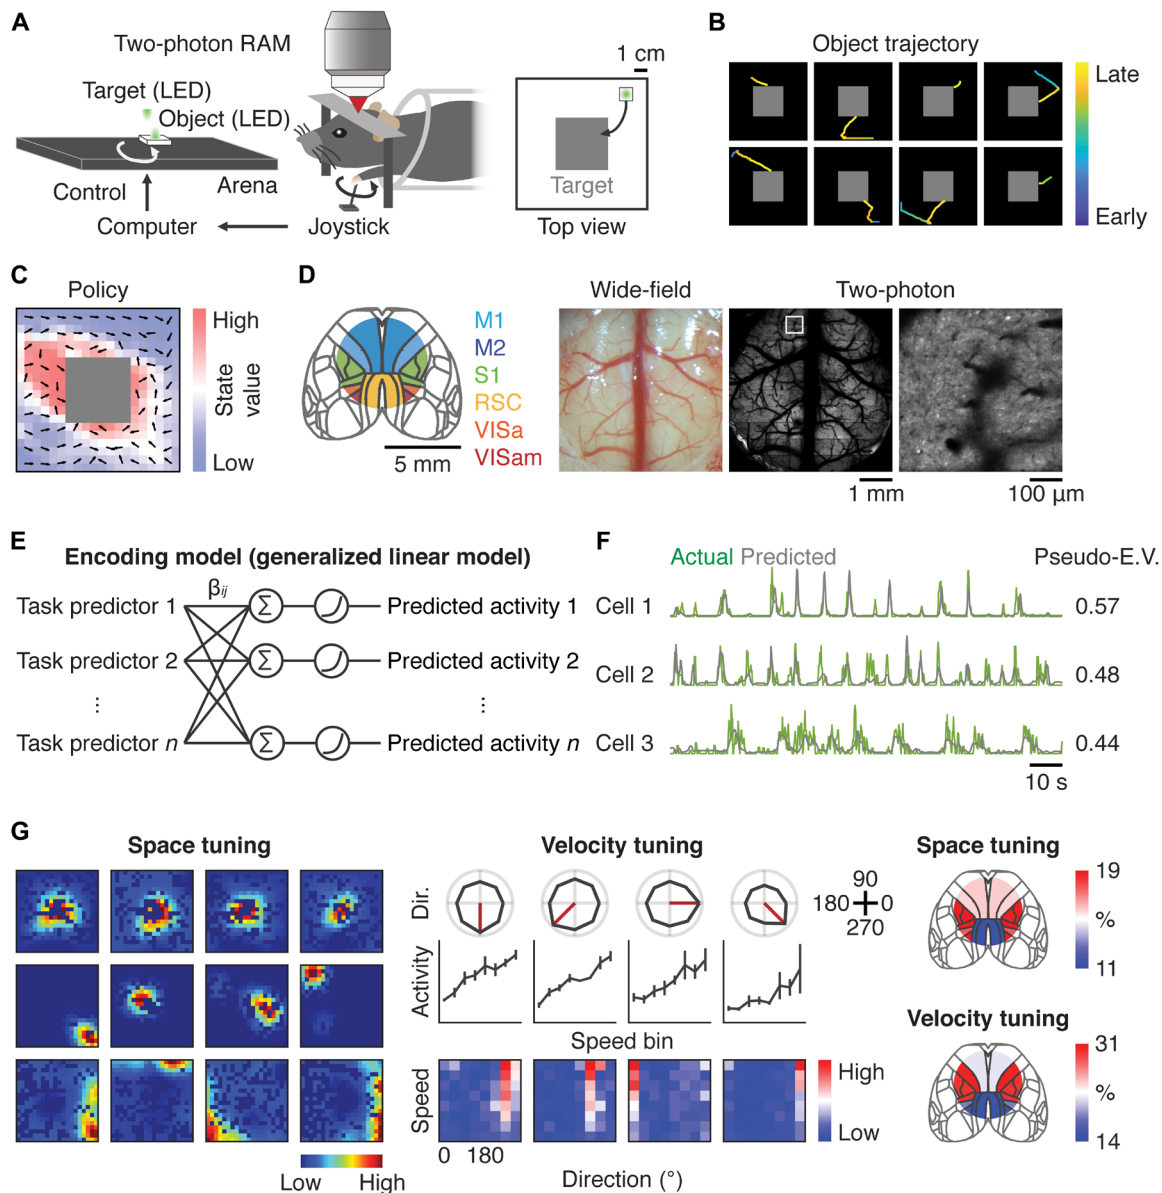 A
Two-photon RAM
Target (LED)
Object (LED)
Control
Arena
Computer
Joystick
1 cm
Target
Top view
B
Object trajectory
Late
Early
C
Policy
High
State
value
Low
D
M1
M2
S1
RSC
VISa
VISam
5 mm
Wide-field
Two-photon
1 mm
100 µm
E
Encoding model (generalized linear model)
βij
Task predictor 1
Σ
Predicted activity 1
Task predictor 2
Σ
Predicted activity 2
⋮
⋮
Task predictor n
Σ
Predicted activity n
F
Actual Predicted
Pseudo-E.V.
Cell 1
0.57
Cell 2
0.48
Cell 3
0.44
10 s
G
Space tuning
Low
High
Velocity tuning
Dir.
90
180
0
270
Activity
Speed bin
Speed
0
180
High
Low
Direction (°)
Space tuning
19
%
11
Velocity tuning
31
%
14